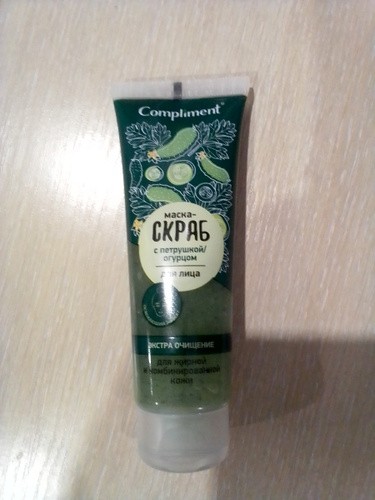 Compliment
маска-
СКРАБ
с петрушкой/
огурцом
для лица
ЭКСТРА ОЧИЩЕНИЕ
для жирной
и комбинированной
кожи